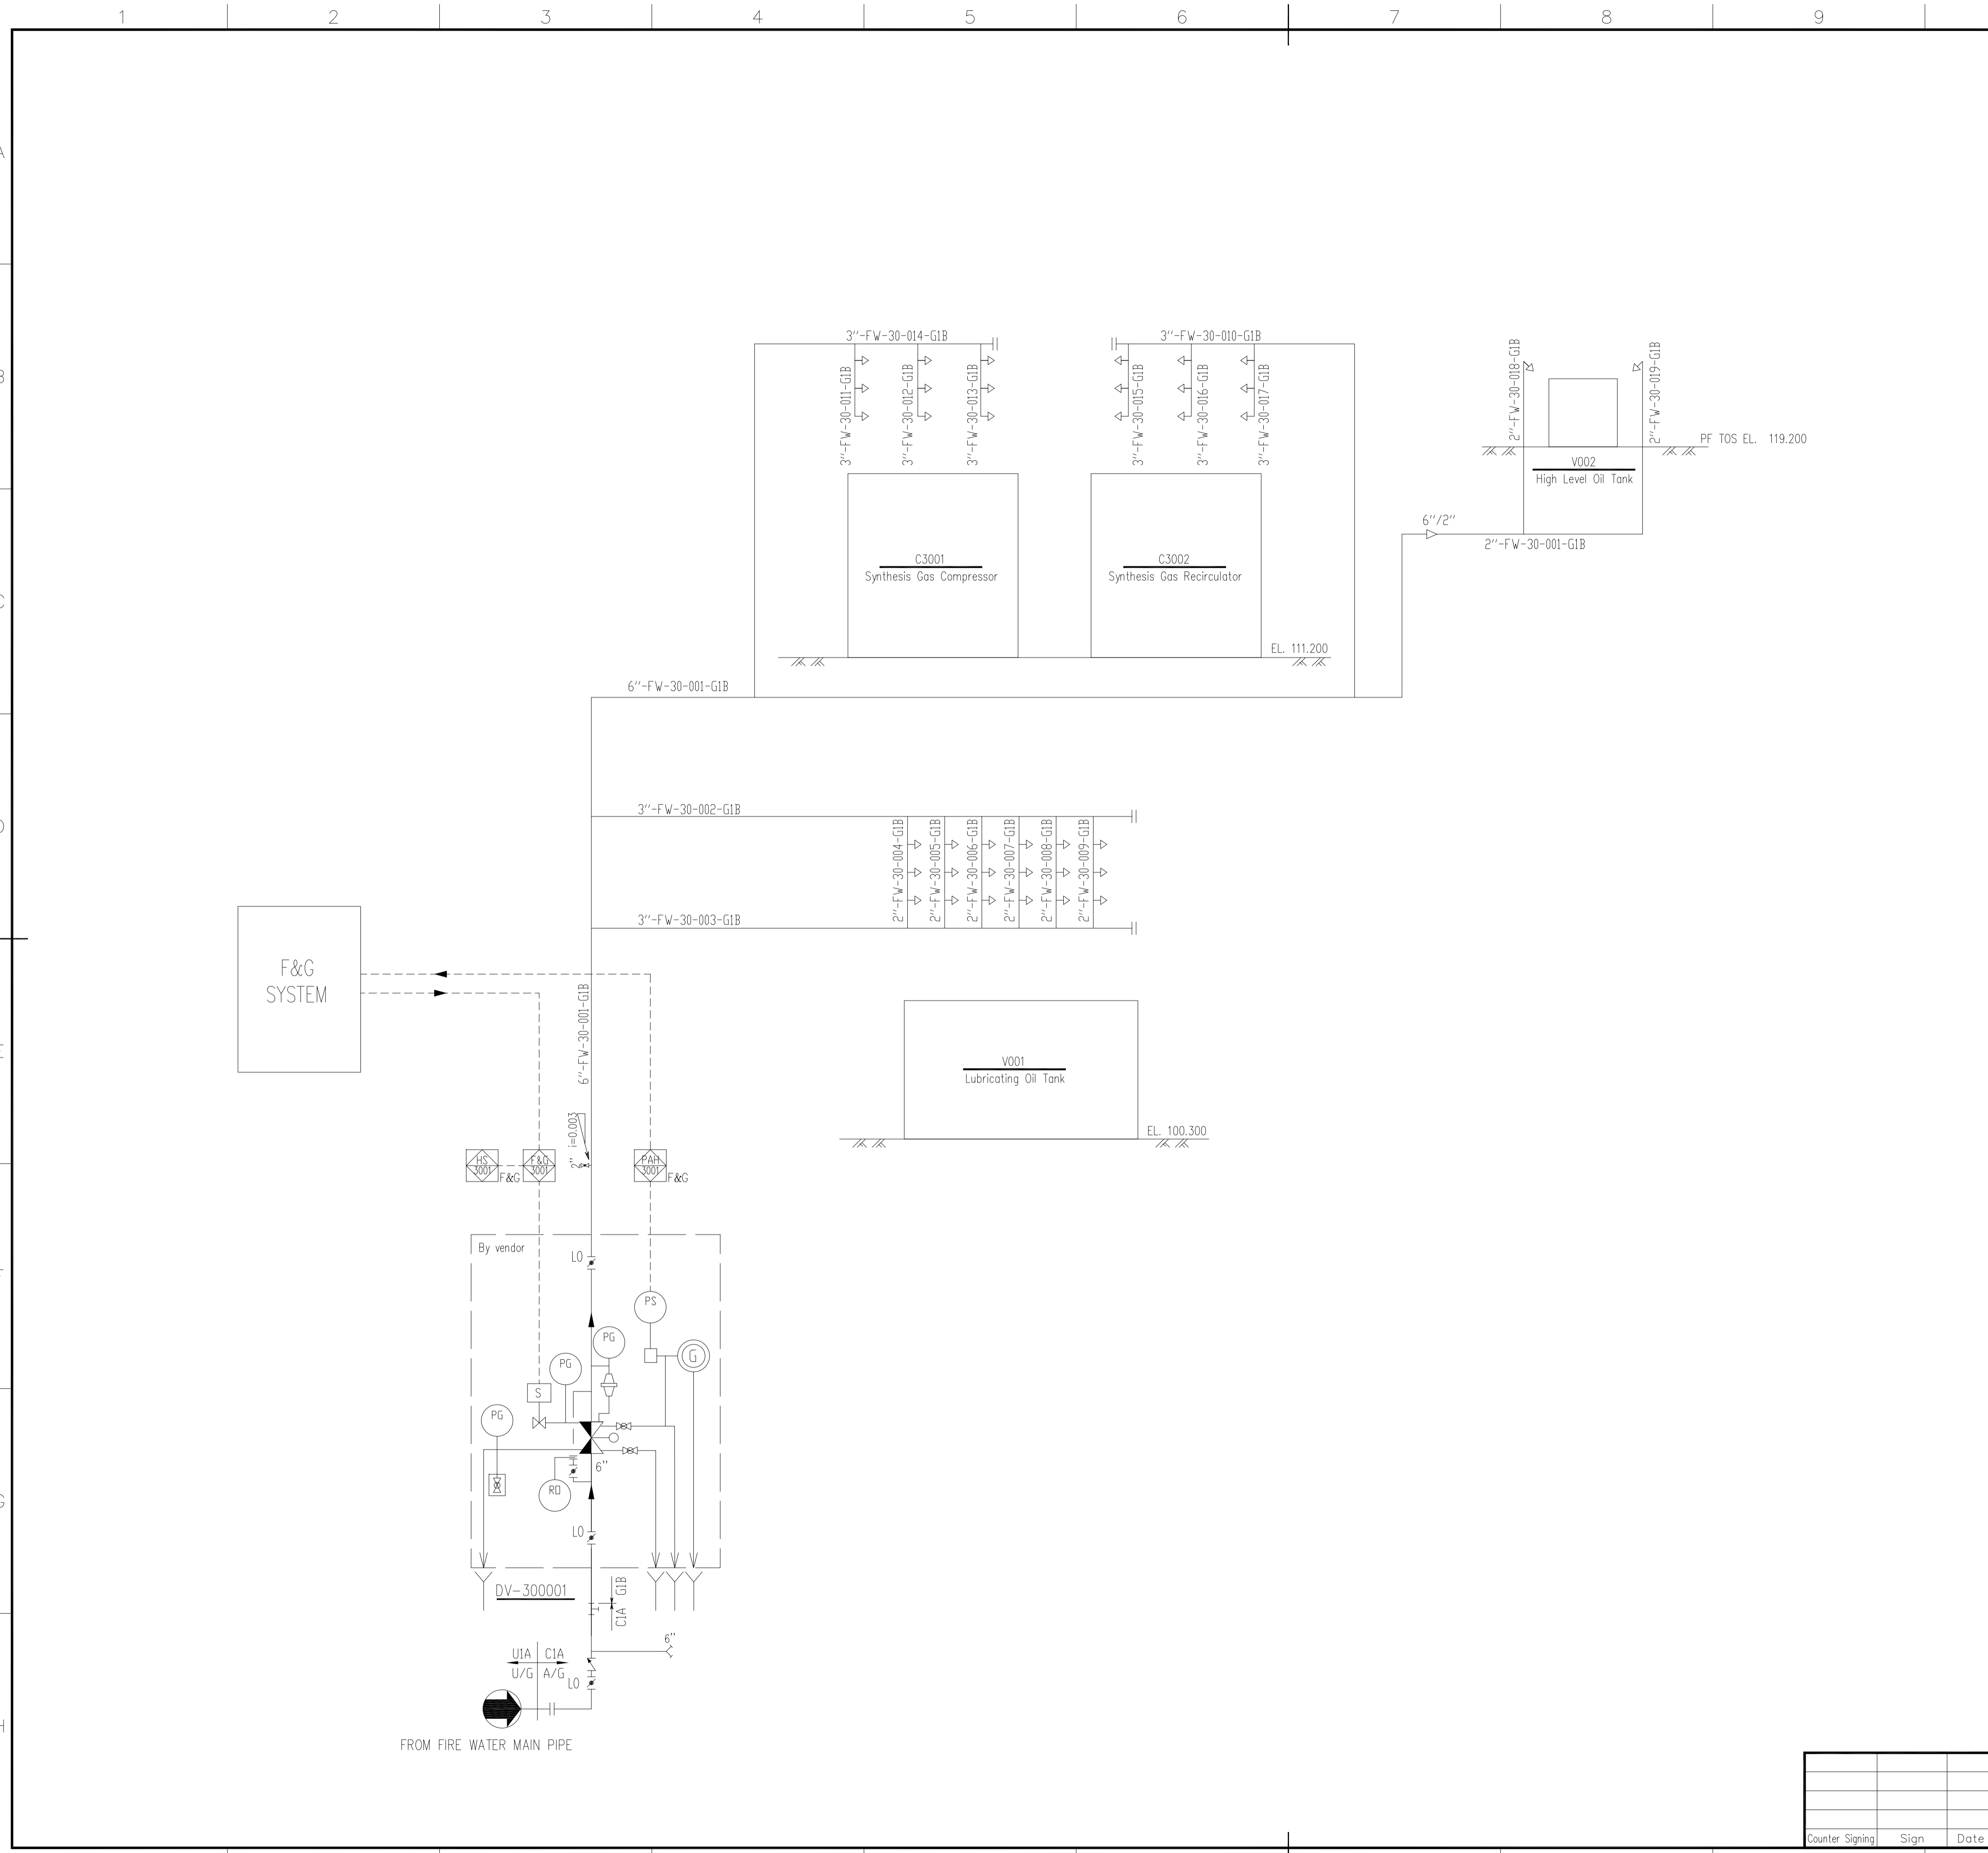 1 2 3 4 5 6 7 8 9
3''-FW-30-014-G1B
3''-FW-30-010-G1B
3''-FW-30-011-G1B
3''-FW-30-012-G1B
3''-FW-30-013-G1B
3''-FW-30-015-G1B
3''-FW-30-016-G1B
3''-FW-30-017-G1B
2''-FW-30-018-G1B
2''-FW-30-019-G1B
PF TOS EL. 119.200
V002
High Level Oil Tank
6''/2''
2''-FW-30-001-G1B
C3001
Synthesis Gas Compressor
C3002
Synthesis Gas Recirculator
EL. 111.200
6''-FW-30-001-G1B
3''-FW-30-002-G1B
2''-FW-30-004-G1B
2''-FW-30-005-G1B
2''-FW-30-006-G1B
2''-FW-30-007-G1B
2''-FW-30-008-G1B
2''-FW-30-009-G1B
3''-FW-30-003-G1B
F&G
SYSTEM
6''-FW-30-001-G1B
V001
Lubricating Oil Tank
EL. 100.300
i=0.003
2''
HS
3001
F&G
F&G
3001
PAH
3001
F&G
By vendor
LO
PS
PG
PG
G
S
PG
6''
RO
LO
DV-300001
G1B
C1A
6''
U1A C1A
U/G A/G
LO
FROM FIRE WATER MAIN PIPE
Counter Signing Sign Date